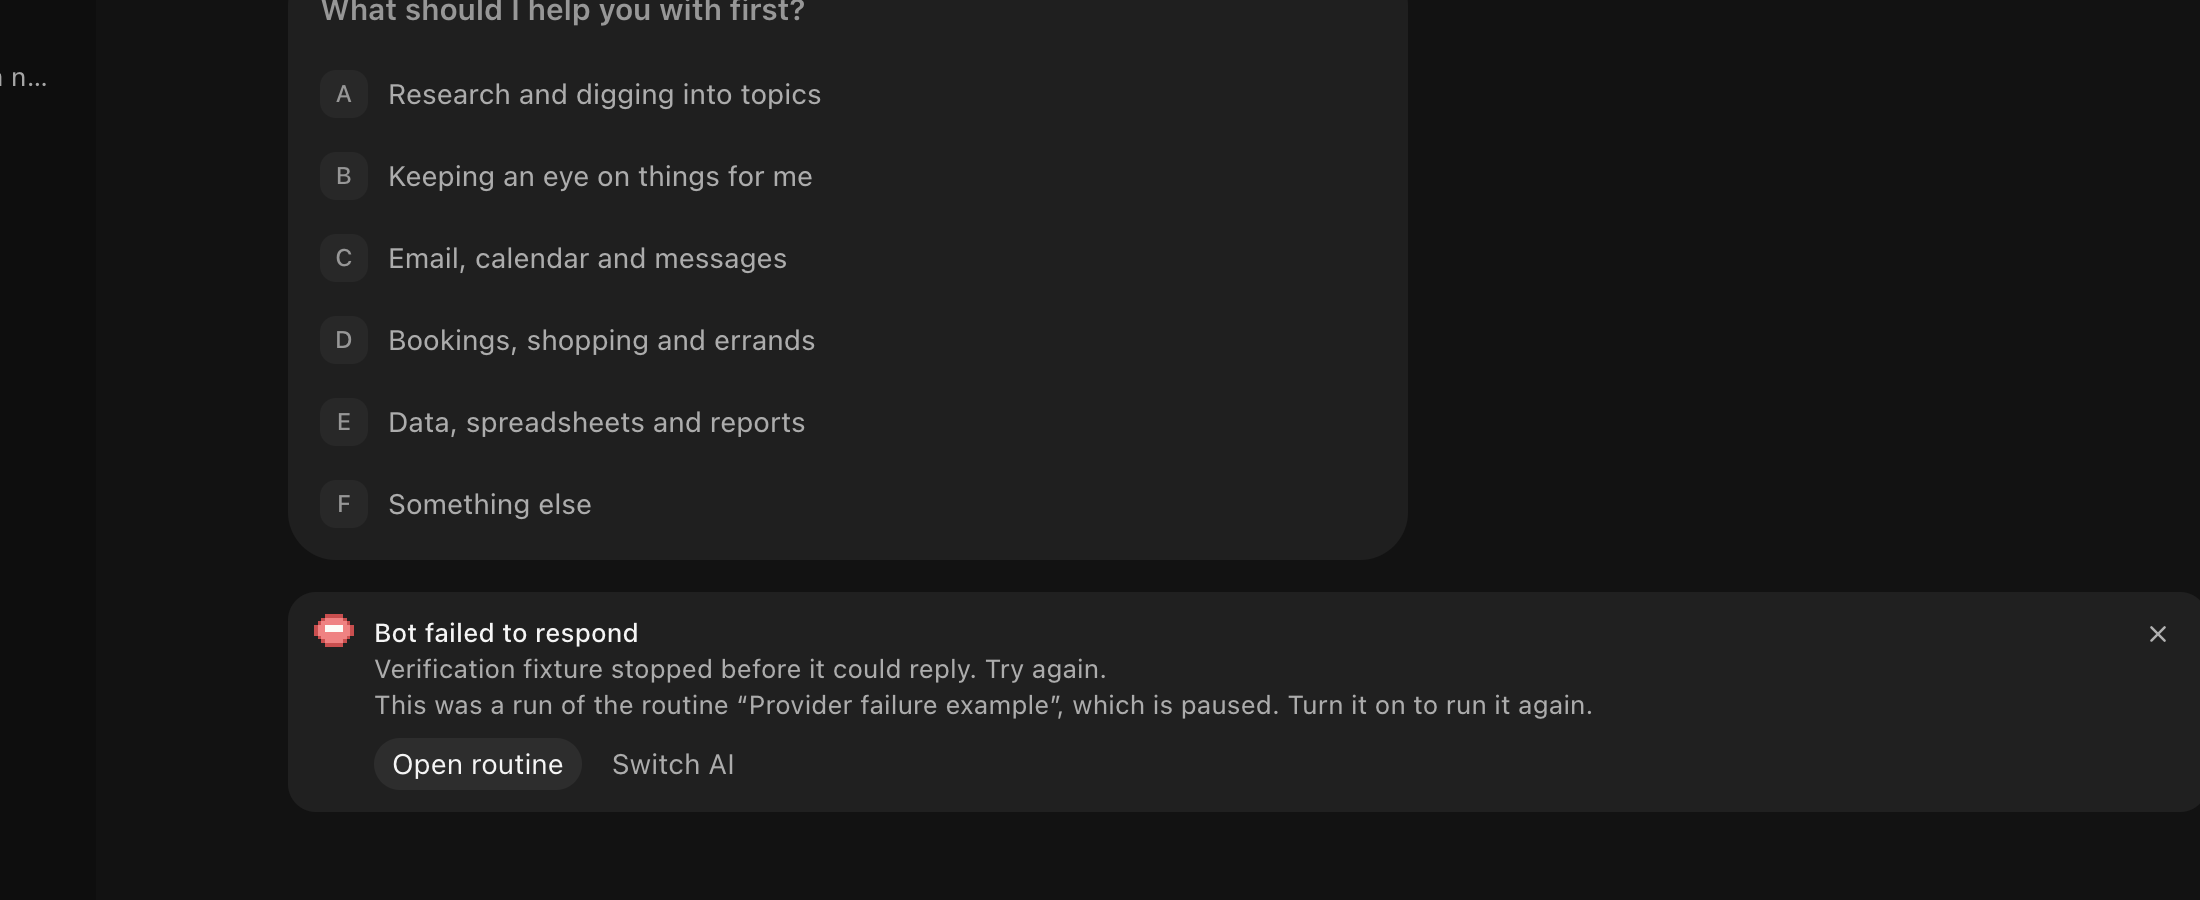 What should I help you with first?
n...
A Research and digging into topics
B Keeping an eye on things for me
C Email, calendar and messages
D Bookings, shopping and errands
E Data, spreadsheets and reports
F Something else
Bot failed to respond
Verification fixture stopped before it could reply. Try again.
This was a run of the routine “Provider failure example”, which is paused. Turn it on to run it again.
Open routine Switch AI